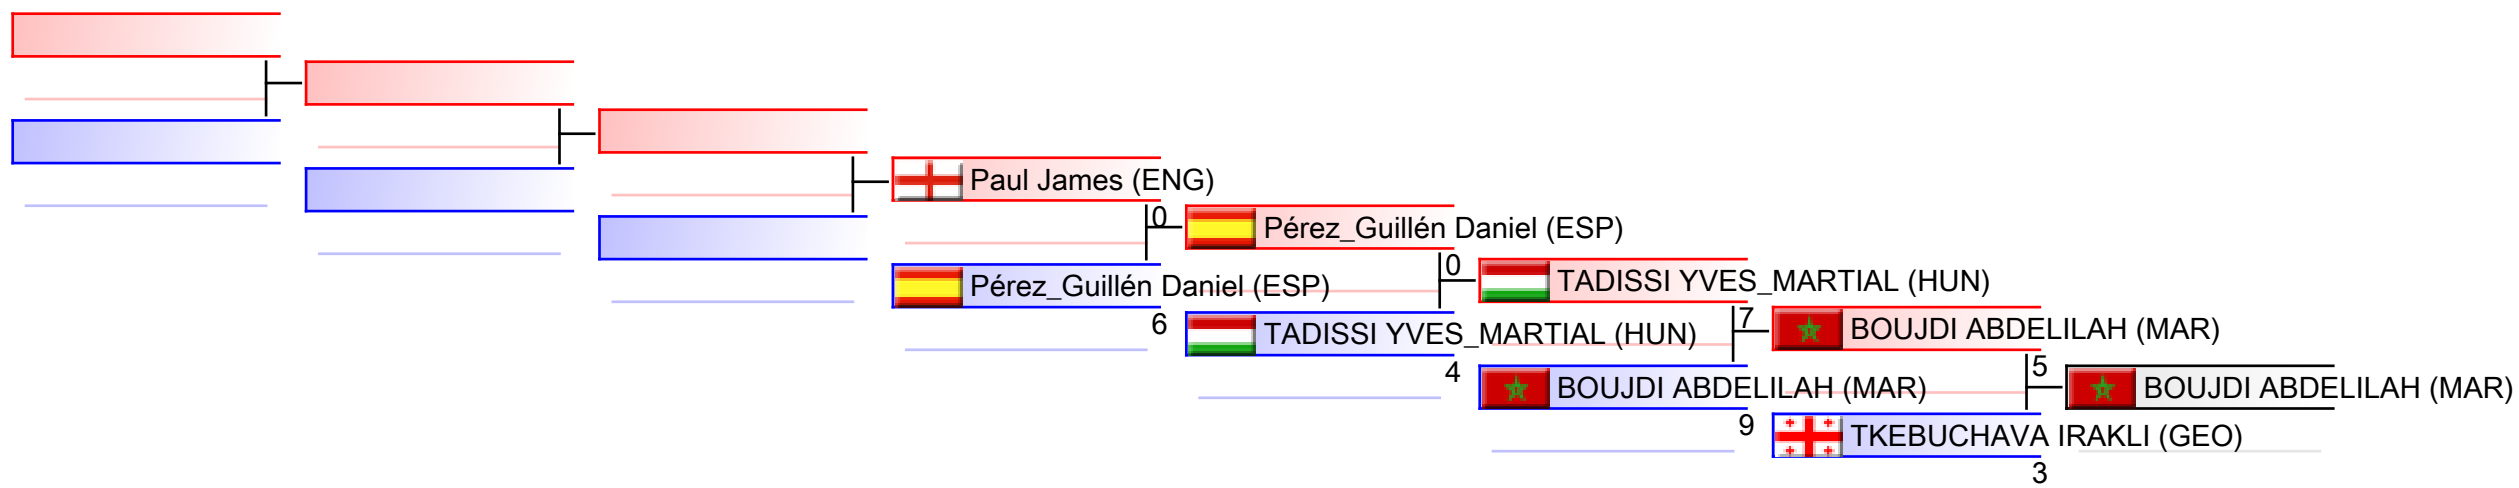 Paul James (ENG)
0
Pérez_Guillén Daniel (ESP)
Pérez_Guillén Daniel (ESP)
6
0
TADISSI YVES_MARTIAL (HUN)
TADISSI YVES_MARTIAL (HUN)
4
7
BOUJDI ABDELILAH (MAR)
BOUJDI ABDELILAH (MAR)
9
5
BOUJDI ABDELILAH (MAR)
TKEBUCHAVA IRAKLI (GEO)
3